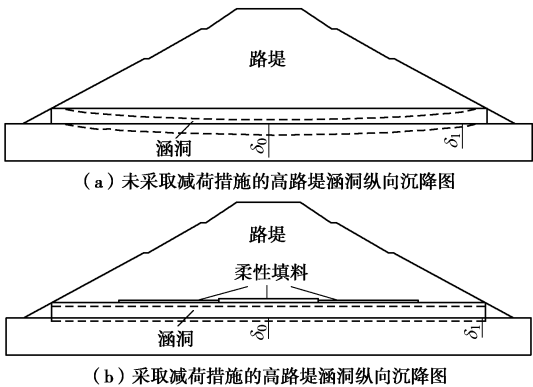 路堤
涵洞
δ0
δ1
(a)未采取减荷措施的高路堤涵洞纵向沉降图
路堤
柔性填料
涵洞
δ0
δ1
(b)采取减荷措施的高路堤涵洞纵向沉降图